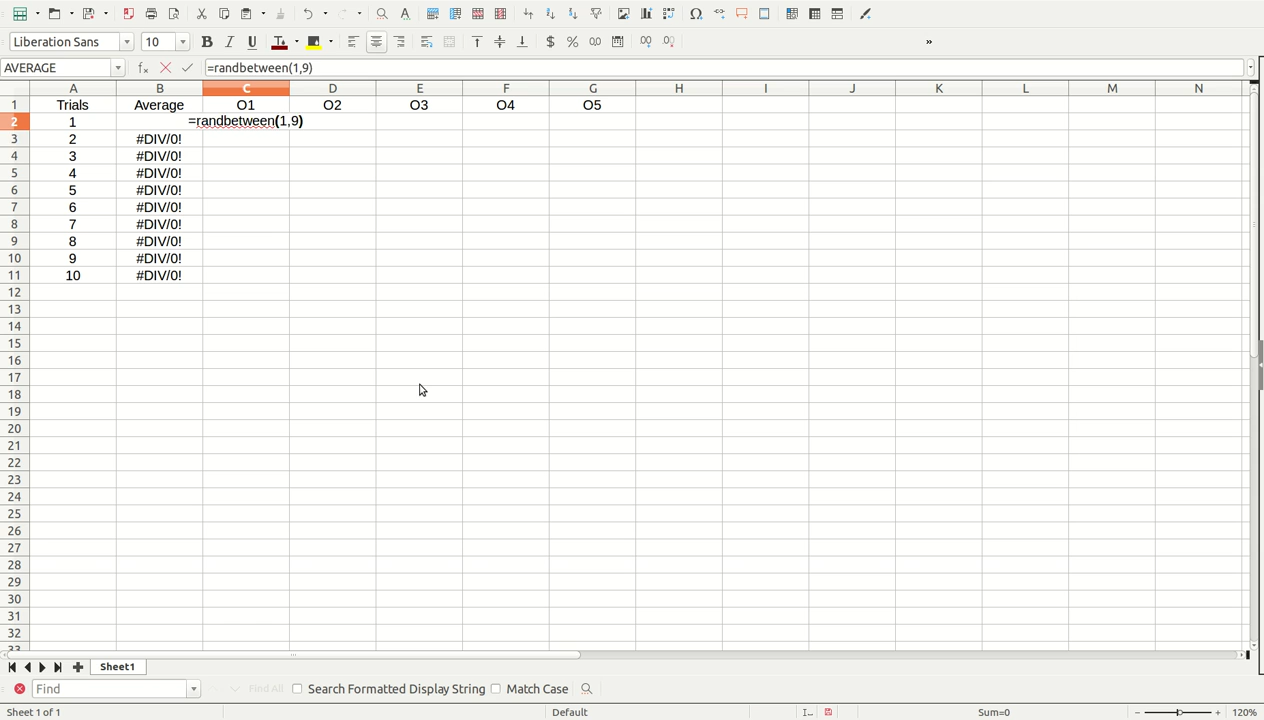 Liberation Sans 10
AVERAGE =randbetween(1,9)
A B C D E F G H I J K L M N
1 Trials Average O1 O2 O3 O4 O5
2 1 =randbetween(1,9)
3 2 #DIV/0!
4 3 #DIV/0!
5 4 #DIV/0!
6 5 #DIV/0!
7 6 #DIV/0!
8 7 #DIV/0!
9 8 #DIV/0!
10 9 #DIV/0!
11 10 #DIV/0!
12
13
14
15
16
17
18
19
20
21
22
23
24
25
26
27
28
29
30
31
32
33
Sheet1
Find Find All Search Formatted Display String Match Case
Sheet 1 of 1 Default Sum=0 120%